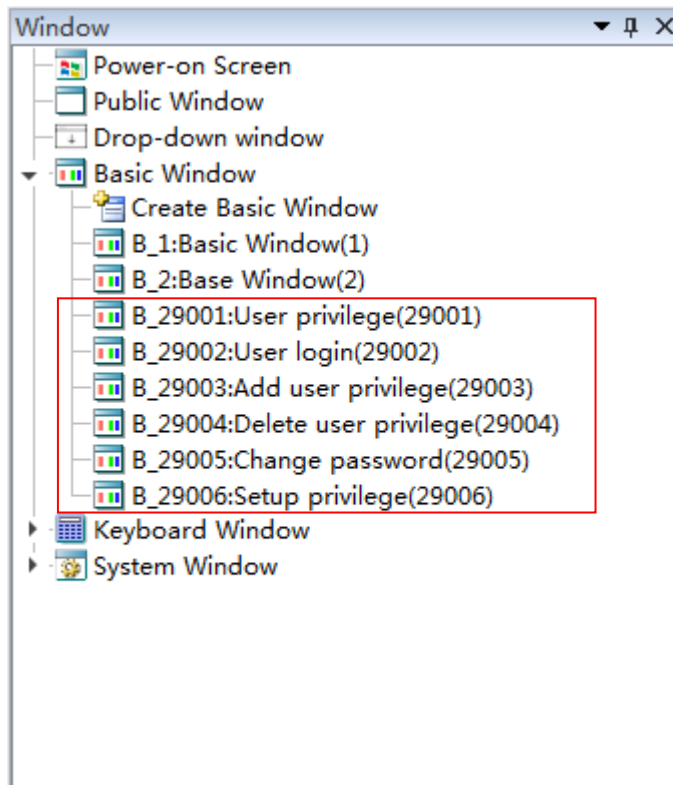 Window
Power-on Screen
Public Window
Drop-down window
Basic Window
Create Basic Window
B_1:Basic Window(1)
B_2:Base Window(2)
B_29001:User privilege(29001)
B_29002:User login(29002)
B_29003:Add user privilege(29003)
B_29004:Delete user privilege(29004)
B_29005:Change password(29005)
B_29006:Setup privilege(29006)
Keyboard Window
System Window